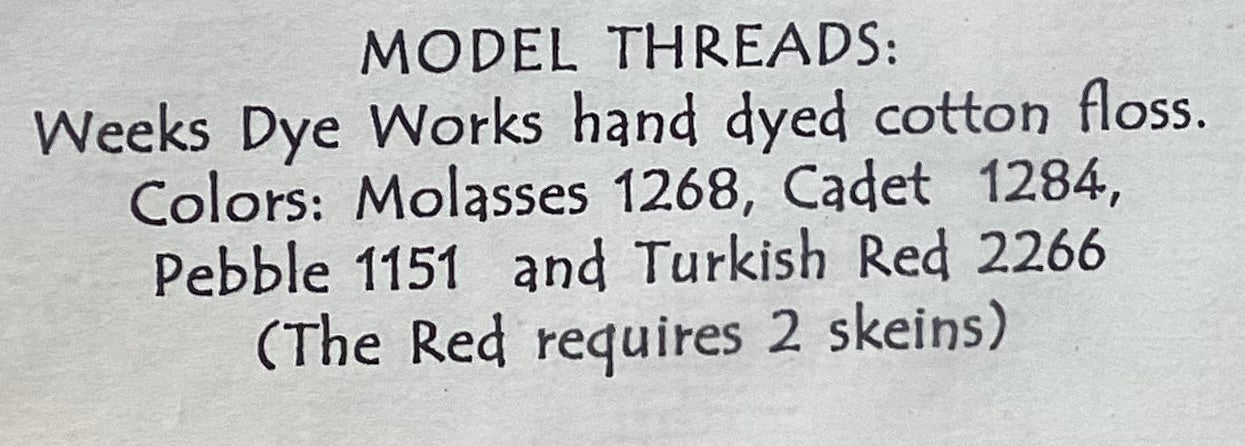 MODEL THREADS:
Weeks Dye Works hand dyed cotton floss.
Colors: Molasses 1268, Cadet 1284,
Pebble 1151 and Turkish Red 2266
(The Red requires 2 skeins)